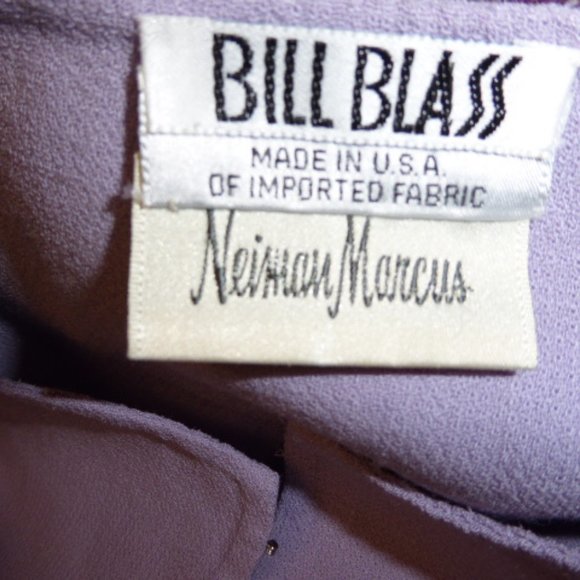 BILL BLASS
MADE IN U.S.A.
OF IMPORTED FABRIC
Neiman Marcus